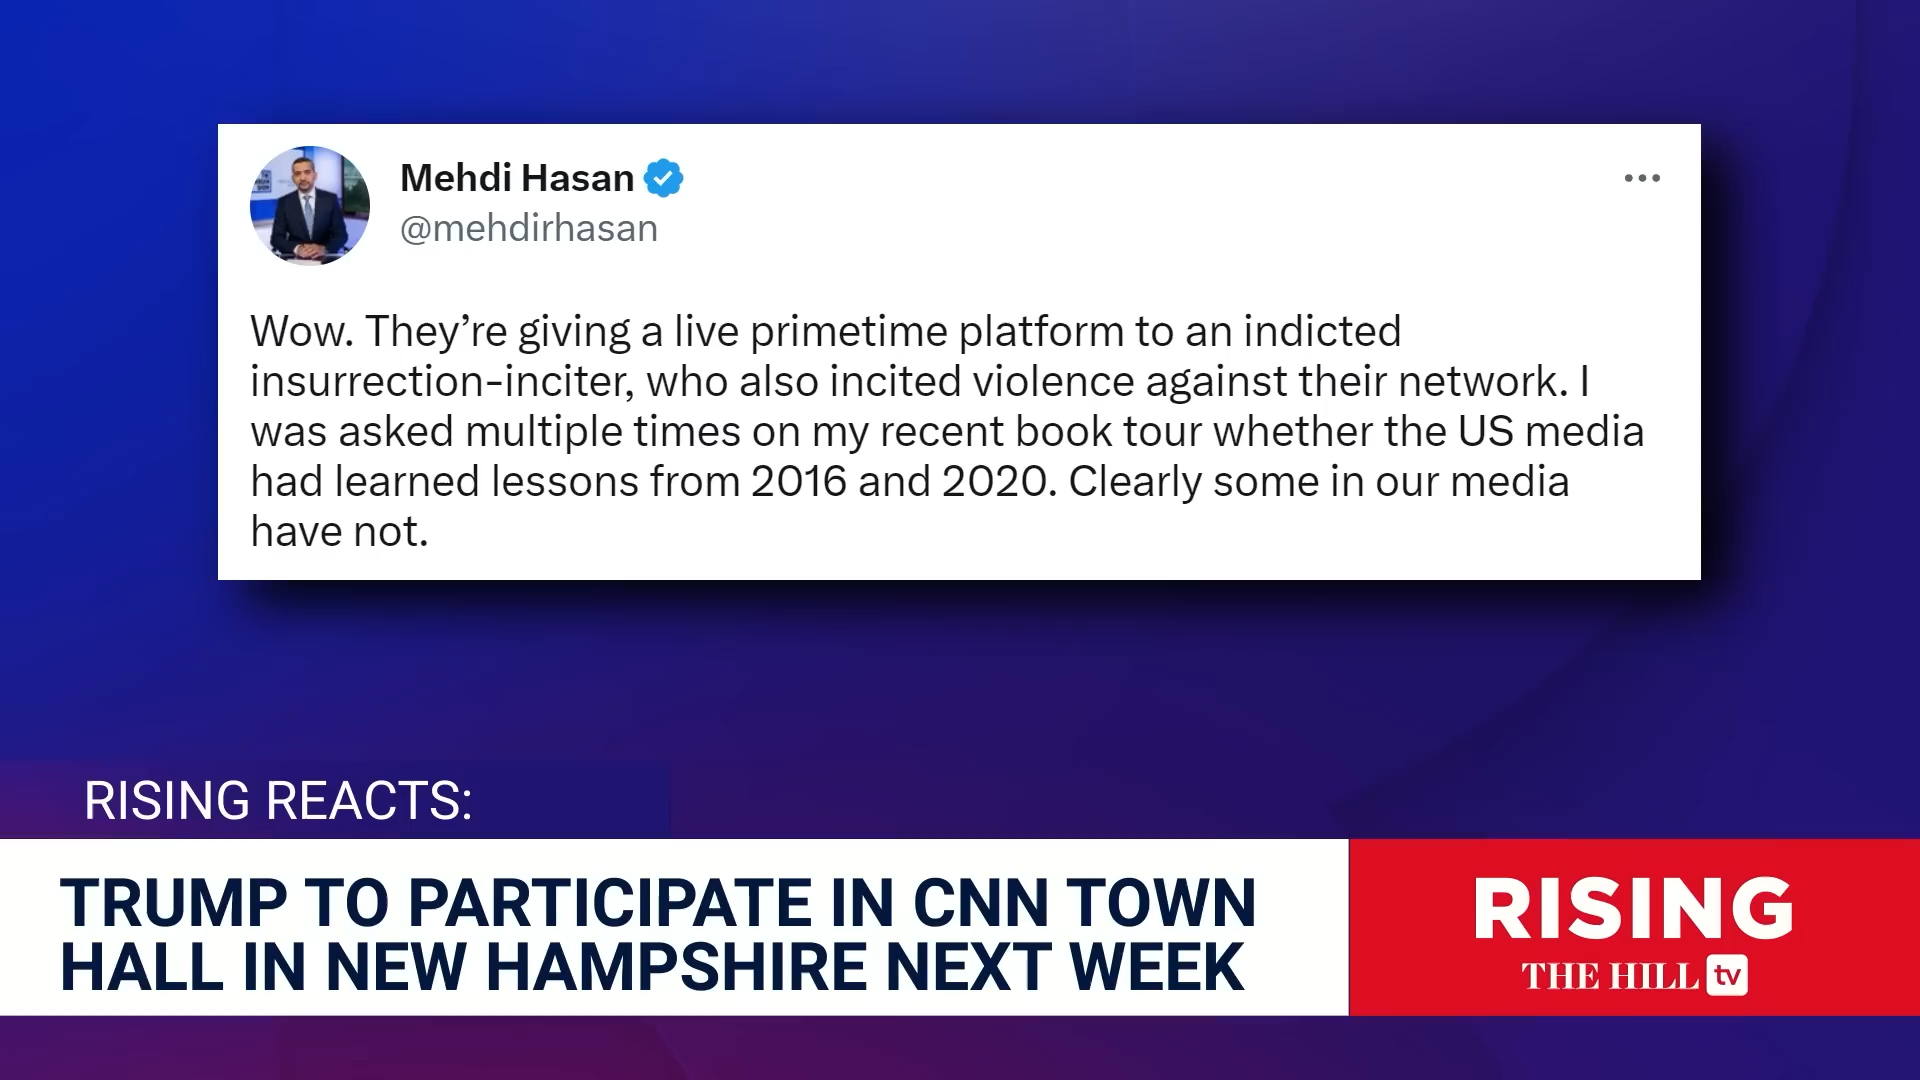 Mehdi Hasan
@mehdirhasan
Wow. They’re giving a live primetime platform to an indicted
insurrection-inciter, who also incited violence against their network. I
was asked multiple times on my recent book tour whether the US media
had learned lessons from 2016 and 2020. Clearly some in our media
have not.
RISING REACTS:
TRUMP TO PARTICIPATE IN CNN TOWN
HALL IN NEW HAMPSHIRE NEXT WEEK
RISING
THE HILL tv